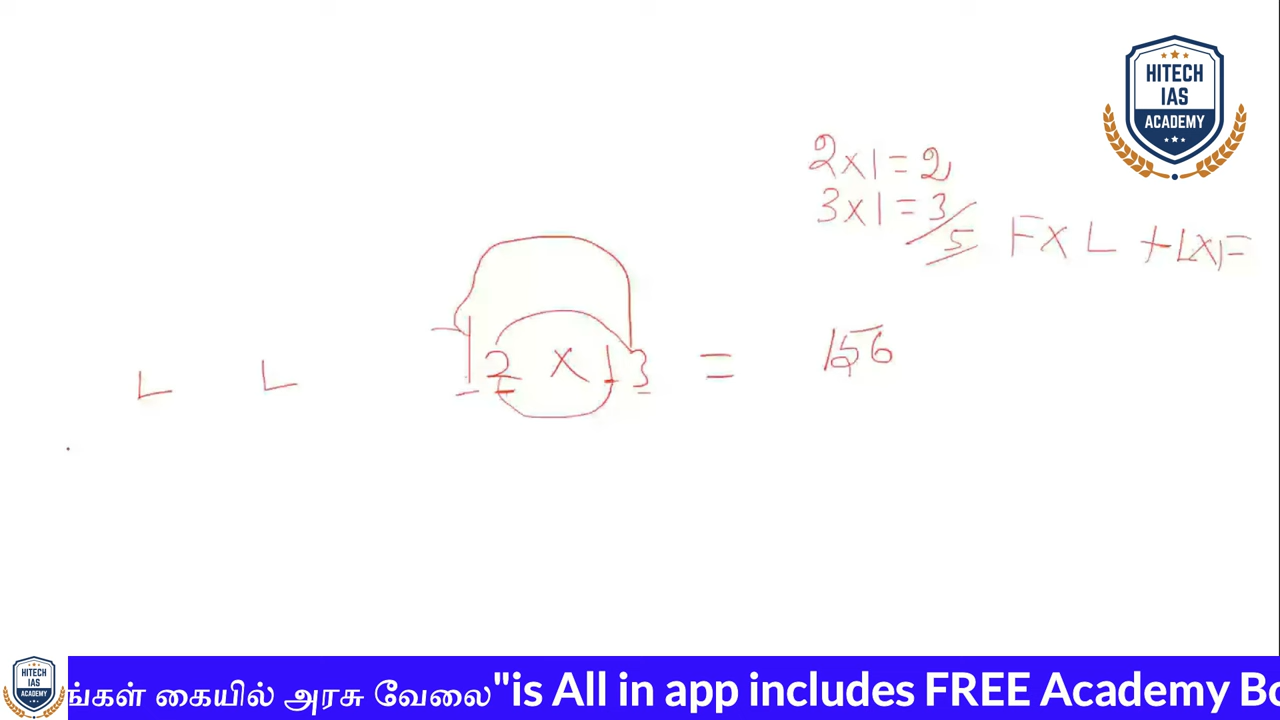 HITECH
IAS
ACADEMY
2x1=2
3x1=3
5
FxL +LxF
12 x 13 = 156
L L
HITECH
IAS
ACADEMY
ங்கள் கையில் அரசு வேலை"is All in app includes FREE Academy Bo